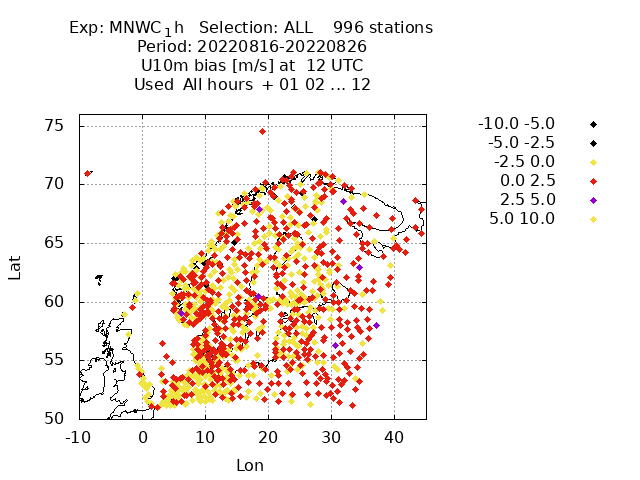 Exp: MNWC_1h Selection: ALL 996 stations
Period: 20220816-20220826
U10m bias [m/s] at 12 UTC
Used All hours + 01 02 ... 12
-10.0 -5.0
-5.0 -2.5
-2.5 0.0
0.0 2.5
2.5 5.0
5.0 10.0
Lat
75
70
65
60
55
50
-10 0 10 20 30 40
Lon